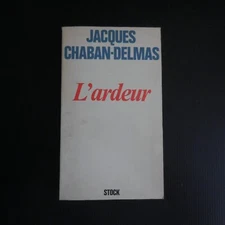 JACQUES
CHABAN-DELMAS
L'ardeur
STOCK